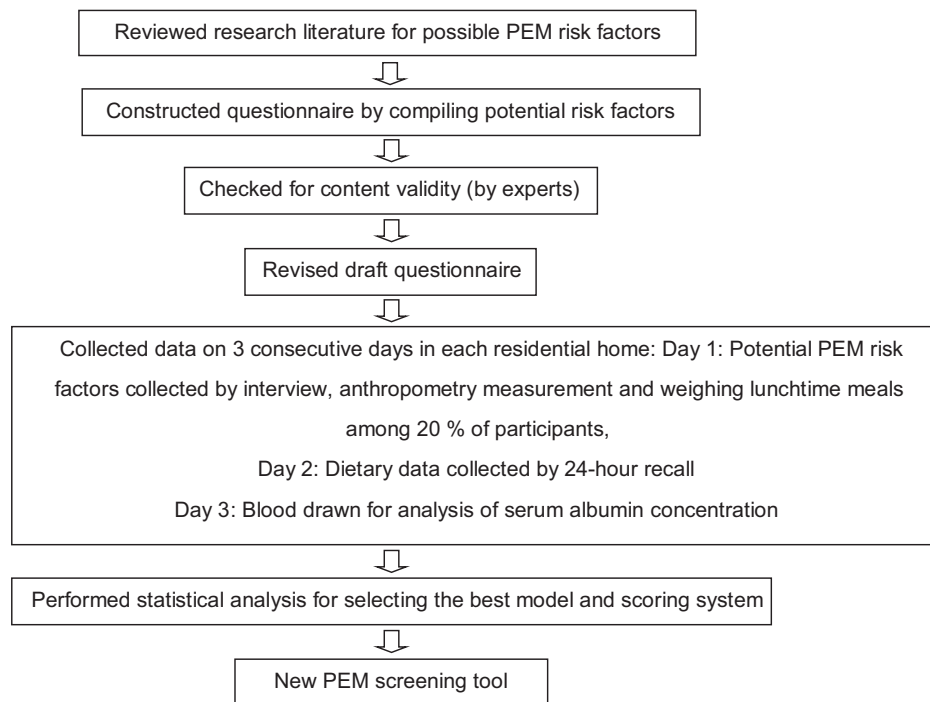 Reviewed research literature for possible PEM risk factors
Constructed questionnaire by compiling potential risk factors
Checked for content validity (by experts)
Revised draft questionnaire
Collected data on 3 consecutive days in each residential home: Day 1: Potential PEM risk
factors collected by interview, anthropometry measurement and weighing lunchtime meals
among 20 % of participants,
Day 2: Dietary data collected by 24-hour recall
Day 3: Blood drawn for analysis of serum albumin concentration
Performed statistical analysis for selecting the best model and scoring system
New PEM screening tool